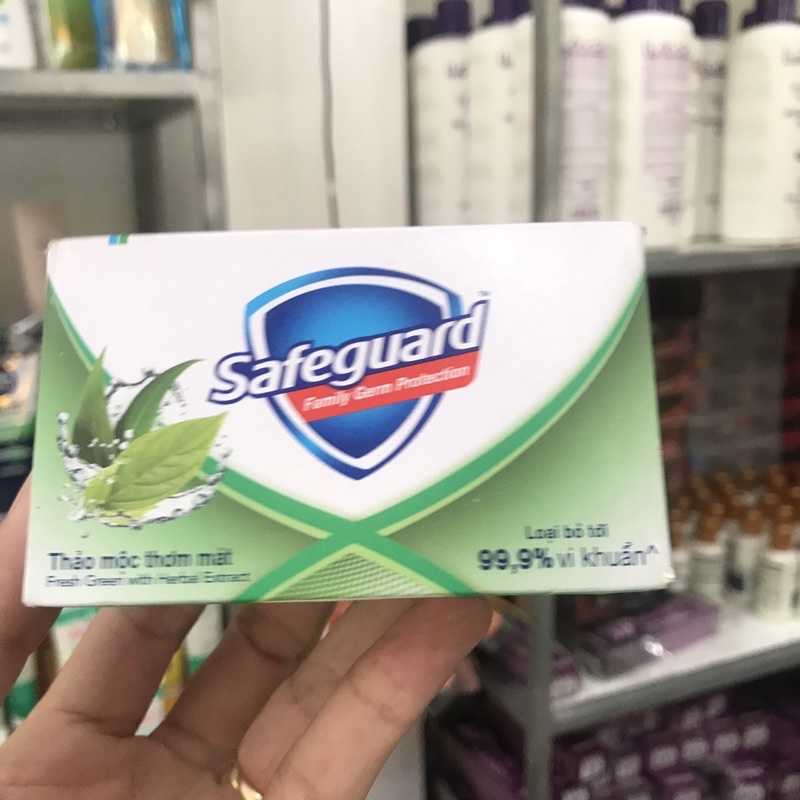 Safeguard™
Family Germ Protection
Thảo mộc thơm mát
Fresh Green with Herbal Extract
Loại bỏ tới
99,9% vi khuẩn^